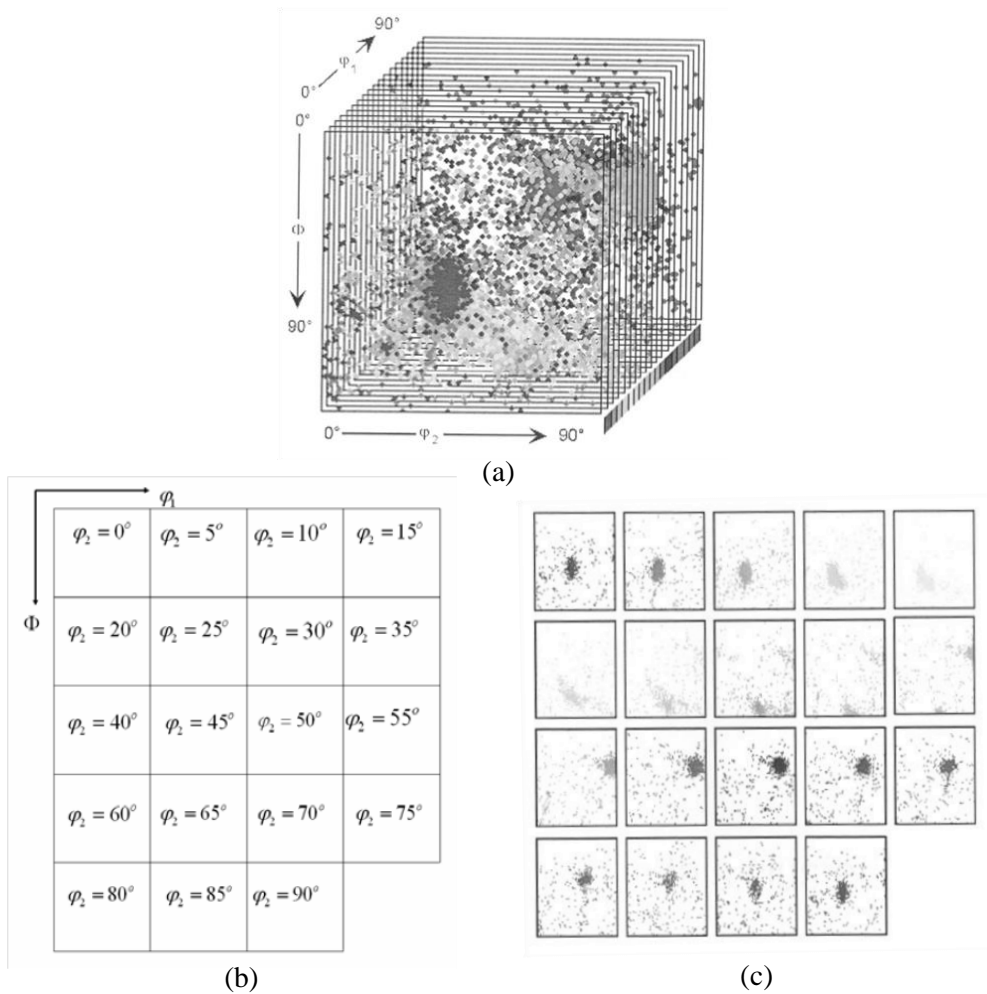 90°
φ₁
0°
0°
Φ
90°
0° φ₂ 90°
(a)
φ₁
Φ
φ₂ = 0° φ₂ = 5° φ₂ = 10° φ₂ = 15°
φ₂ = 20° φ₂ = 25° φ₂ = 30° φ₂ = 35°
φ₂ = 40° φ₂ = 45° φ₂ = 50° φ₂ = 55°
φ₂ = 60° φ₂ = 65° φ₂ = 70° φ₂ = 75°
φ₂ = 80° φ₂ = 85° φ₂ = 90°
(b)
(c)